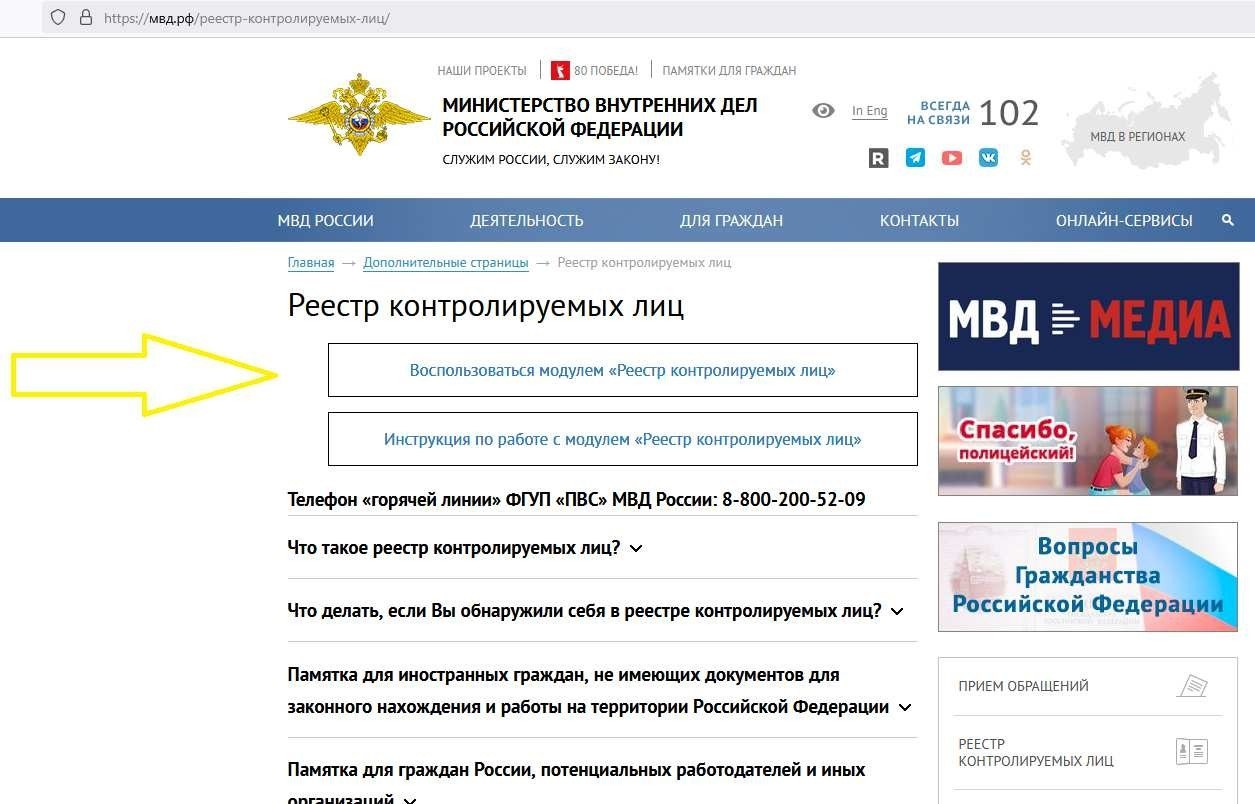 https://мвд.рф/реестр-контролируемых-лиц/
НАШИ ПРОЕКТЫ
80 ПОБЕДА!
ПАМЯТКИ ДЛЯ ГРАЖДАН
МИНИСТЕРСТВО ВНУТРЕННИХ ДЕЛ
РОССИЙСКОЙ ФЕДЕРАЦИИ
СЛУЖИМ РОССИИ, СЛУЖИМ ЗАКОНУ!
In Eng
ВСЕГДА
НА СВЯЗИ
102
R
МВД В РЕГИОНАХ
МВД РОССИИ
ДЕЯТЕЛЬНОСТЬ
ДЛЯ ГРАЖДАН
КОНТАКТЫ
ОНЛАЙН-СЕРВИСЫ
Главная → Дополнительные страницы → Реестр контролируемых лиц
Реестр контролируемых лиц
Воспользоваться модулем «Реестр контролируемых лиц»
Инструкция по работе с модулем «Реестр контролируемых лиц»
Телефон «горячей линии» ФГУП «ПВС» МВД России: 8-800-200-52-09
Что такое реестр контролируемых лиц?
Что делать, если Вы обнаружили себя в реестре контролируемых лиц?
Памятка для иностранных граждан, не имеющих документов для
законного нахождения и работы на территории Российской Федерации
Памятка для граждан России, потенциальных работодателей и иных
организаций
МВД МЕДИА
Спасибо,
полицейский!
Вопросы
Гражданства
Российской Федерации
ПРИЕМ ОБРАЩЕНИЙ
РЕЕСТР
КОНТРОЛИРУЕМЫХ ЛИЦ